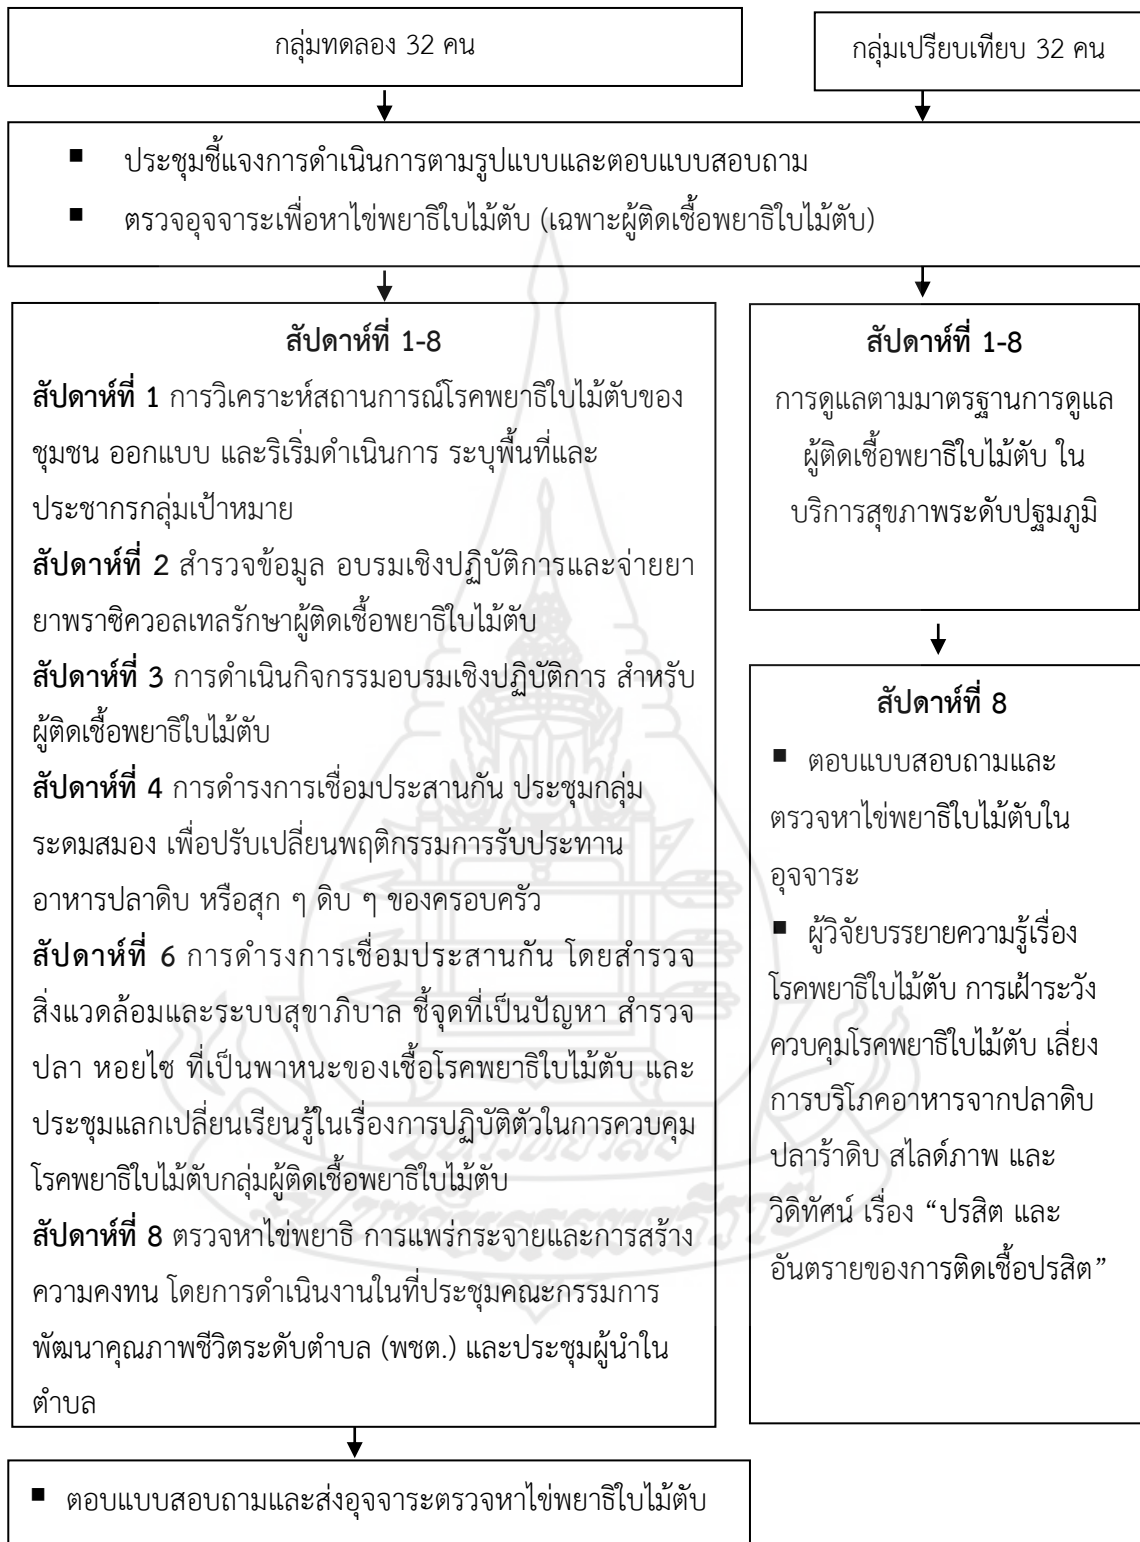 กลุ่มทดลอง 32 คน
กลุ่มเปรียบเทียบ 32 คน
▪ ประชุมชี้แจงการดำเนินการตามรูปแบบและตอบแบบสอบถาม
▪ ตรวจอุจจาระเพื่อหาไข่พยาธิใบไม้ตับ (เฉพาะผู้ติดเชื้อพยาธิใบไม้ตับ)
สัปดาห์ที่ 1-8
สัปดาห์ที่ 1 การวิเคราะห์สถานการณ์โรคพยาธิใบไม้ตับของ
ชุมชน ออกแบบ และริเริ่มดำเนินการ ระบุพื้นที่และ
ประชากรกลุ่มเป้าหมาย
สัปดาห์ที่ 2 สำรวจข้อมูล อบรมเชิงปฏิบัติการและจ่ายยา
ยาพราซิควอลเทลรักษาผู้ติดเชื้อพยาธิใบไม้ตับ
สัปดาห์ที่ 3 การดำเนินกิจกรรมอบรมเชิงปฏิบัติการ สำหรับ
ผู้ติดเชื้อพยาธิใบไม้ตับ
สัปดาห์ที่ 4 การดำรงการเชื่อมประสานกัน ประชุมกลุ่ม
ระดมสมอง เพื่อปรับเปลี่ยนพฤติกรรมการรับประทาน
อาหารปลาดิบ หรือสุก ๆ ดิบ ๆ ของครอบครัว
สัปดาห์ที่ 6 การดำรงการเชื่อมประสานกัน โดยสำรวจ
สิ่งแวดล้อมและระบบสุขาภิบาล ชี้จุดที่เป็นปัญหา สำรวจ
ปลา หอยไซ ที่เป็นพาหนะของเชื้อโรคพยาธิใบไม้ตับ และ
ประชุมแลกเปลี่ยนเรียนรู้ในเรื่องการปฏิบัติตัวในการควบคุม
โรคพยาธิใบไม้ตับกลุ่มผู้ติดเชื้อพยาธิใบไม้ตับ
สัปดาห์ที่ 8 ตรวจหาไข่พยาธิ การแพร่กระจายและการสร้าง
ความคงทน โดยการดำเนินงานในที่ประชุมคณะกรรมการ
พัฒนาคุณภาพชีวิตระดับตำบล (พชต.) และประชุมผู้นำใน
ตำบล
สัปดาห์ที่ 1-8
การดูแลตามมาตรฐานการดูแล
ผู้ติดเชื้อพยาธิใบไม้ตับ ใน
บริการสุขภาพระดับปฐมภูมิ
สัปดาห์ที่ 8
▪ ตอบแบบสอบถามและ
ตรวจหาไข่พยาธิใบไม้ตับใน
อุจจาระ
▪ ผู้วิจัยบรรยายความรู้เรื่อง
โรคพยาธิใบไม้ตับ การเฝ้าระวัง
ควบคุมโรคพยาธิใบไม้ตับ เลี่ยง
การบริโภคอาหารจากปลาดิบ
ปลาร้าดิบ สไลด์ภาพ และ
วิดิทัศน์ เรื่อง “ปรสิต และ
อันตรายของการติดเชื้อปรสิต”
▪ ตอบแบบสอบถามและส่งอุจจาระตรวจหาไข่พยาธิใบไม้ตับ